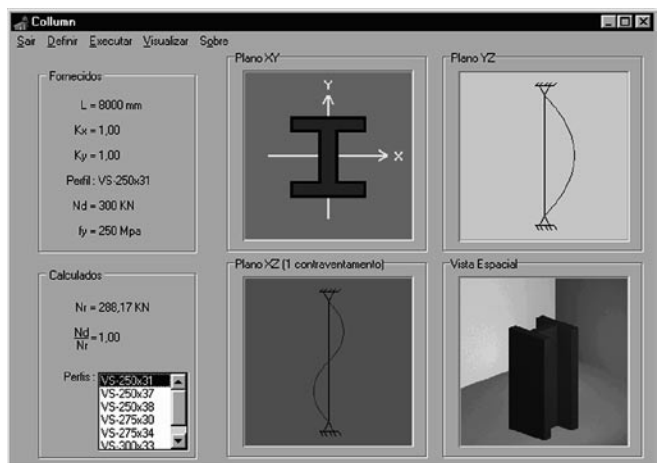 Collumn
Sair Definir Executar Visualizar Sobre
Fornecidos
L = 8000 mm
Kx = 1,00
Ky = 1,00
Perfil : VS-250x31
Nd = 300 KN
fy = 250 Mpa
Plano XY
Y
X
Plano YZ
Calculados
Nr = 288,17 KN
Nd
Nr =1,00
Perfis :
VS-250x31
VS-250x37
VS-250x38
VS-275x30
VS-275x34
VS-300x33
Plano XZ (1 contraventamento)
Vista Espacial